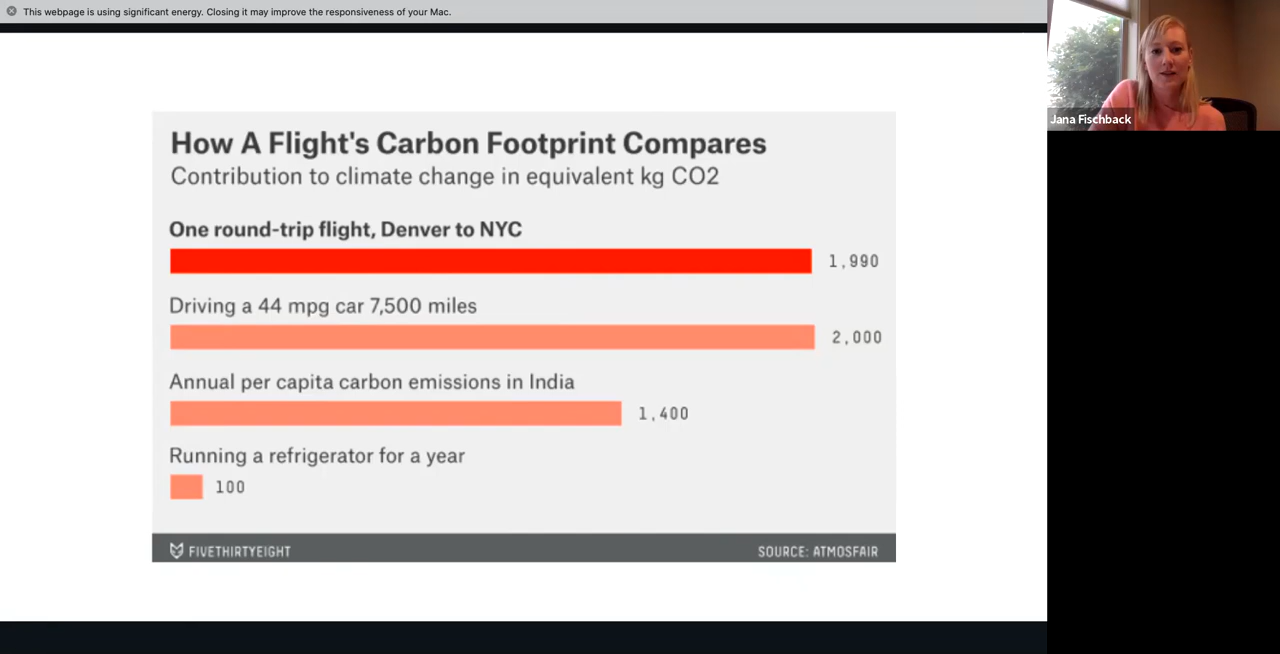 This webpage is using significant energy. Closing it may improve the responsiveness of your Mac.
Jana Fischback
How A Flight's Carbon Footprint Compares
Contribution to climate change in equivalent kg CO2
One round-trip flight, Denver to NYC
1,990
Driving a 44 mpg car 7,500 miles
2,000
Annual per capita carbon emissions in India
1,400
Running a refrigerator for a year
100
FIVETHIRTYEIGHT
SOURCE: ATMOSFAIR